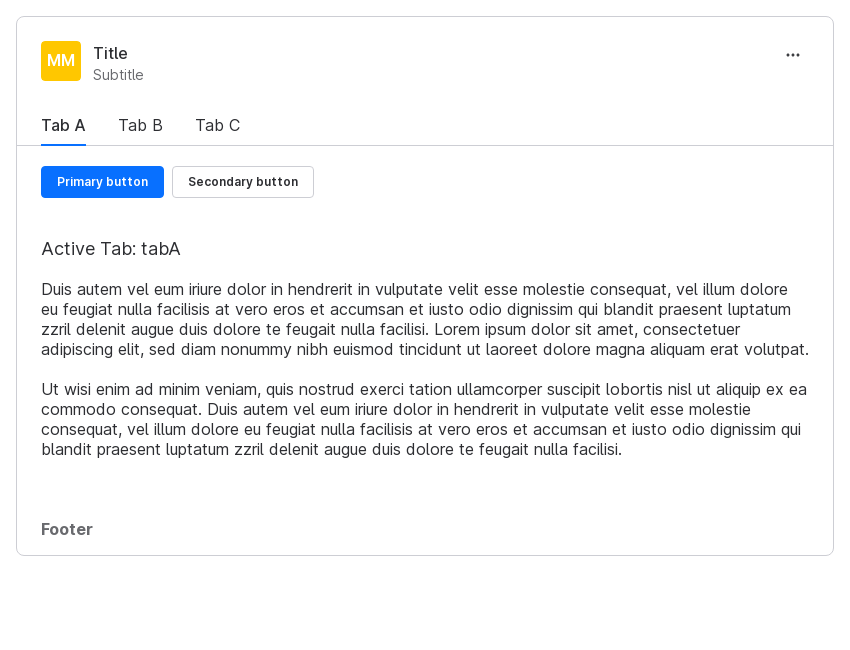 MM
Title
Subtitle
Tab A Tab B Tab C
Primary button Secondary button
Active Tab: tabA
Duis autem vel eum iriure dolor in hendrerit in vulputate velit esse molestie consequat, vel illum dolore
eu feugiat nulla facilisis at vero eros et accumsan et iusto odio dignissim qui blandit praesent luptatum
zzril delenit augue duis dolore te feugait nulla facilisi. Lorem ipsum dolor sit amet, consectetuer
adipiscing elit, sed diam nonummy nibh euismod tincidunt ut laoreet dolore magna aliquam erat volutpat.
Ut wisi enim ad minim veniam, quis nostrud exerci tation ullamcorper suscipit lobortis nisl ut aliquip ex ea
commodo consequat. Duis autem vel eum iriure dolor in hendrerit in vulputate velit esse molestie
consequat, vel illum dolore eu feugiat nulla facilisis at vero eros et accumsan et iusto odio dignissim qui
blandit praesent luptatum zzril delenit augue duis dolore te feugait nulla facilisi.
Footer